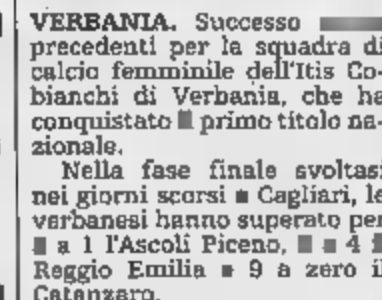 VERBANIA. Successo
precedenti per la squadra di
calcio femminile dell'Itis Co-
bianchi di Verbania, che ha
conquistato primo titolo na-
zionale.
Nella fase finale svoltasi
nei giorni scorsi Cagliari, le
verbanesi hanno superato per
a 1 l'Ascoli Piceno, 4
Reggio Emilia 9 a zero il
Catanzaro.